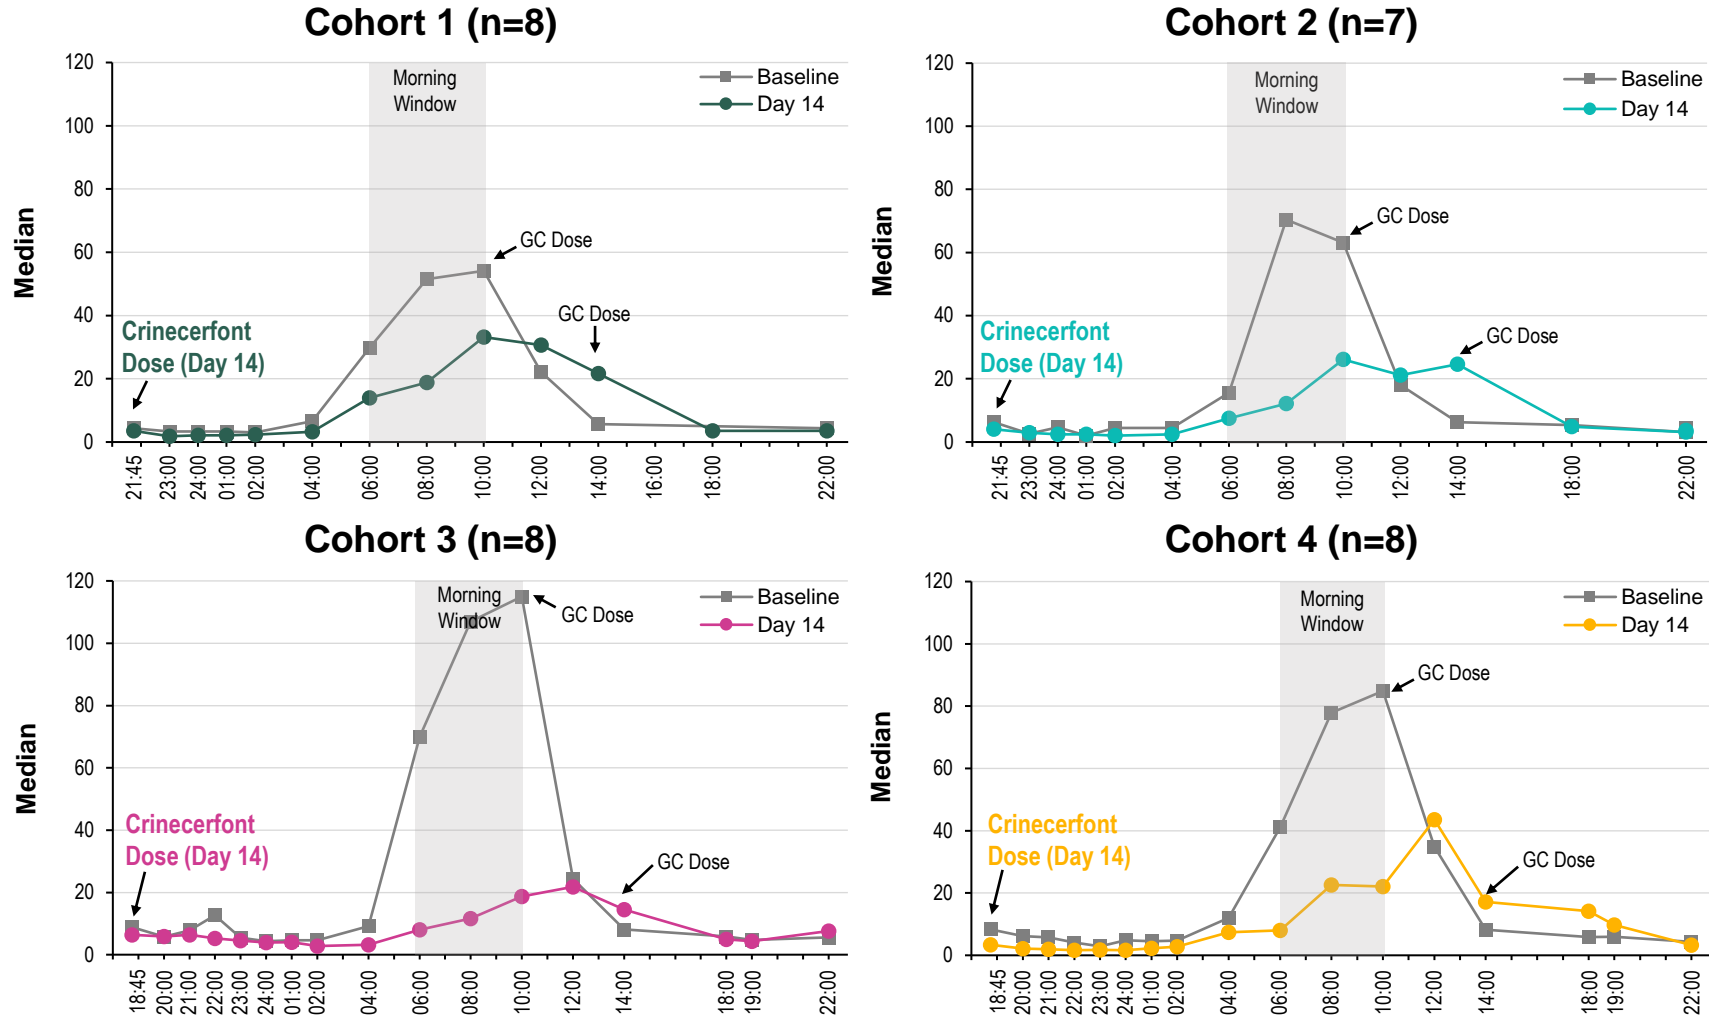 Cohort 1 (n=8)
Median
120
100
80
60
40
20
0
Morning
Window
Baseline
Day 14
GC Dose
GC Dose
Crinecerfont
Dose (Day 14)
21:45
23:00
24:00
01:00
02:00
04:00
06:00
08:00
10:00
12:00
14:00
16:00
18:00
22:00
Cohort 2 (n=7)
Median
120
100
80
60
40
20
0
Morning
Window
Baseline
Day 14
GC Dose
GC Dose
Crinecerfont
Dose (Day 14)
21:45
23:00
24:00
01:00
02:00
04:00
06:00
08:00
10:00
12:00
14:00
18:00
22:00
Cohort 3 (n=8)
Median
120
100
80
60
40
20
0
Morning
Window
Baseline
Day 14
GC Dose
GC Dose
Crinecerfont
Dose (Day 14)
18:45
20:00
21:00
22:00
23:00
24:00
01:00
02:00
04:00
06:00
08:00
10:00
12:00
14:00
18:00
19:00
22:00
Cohort 4 (n=8)
Median
120
100
80
60
40
20
0
Morning
Window
Baseline
Day 14
GC Dose
GC Dose
Crinecerfont
Dose (Day 14)
18:45
20:00
21:00
22:00
23:00
24:00
01:00
02:00
04:00
06:00
08:00
10:00
12:00
14:00
18:00
19:00
22:00